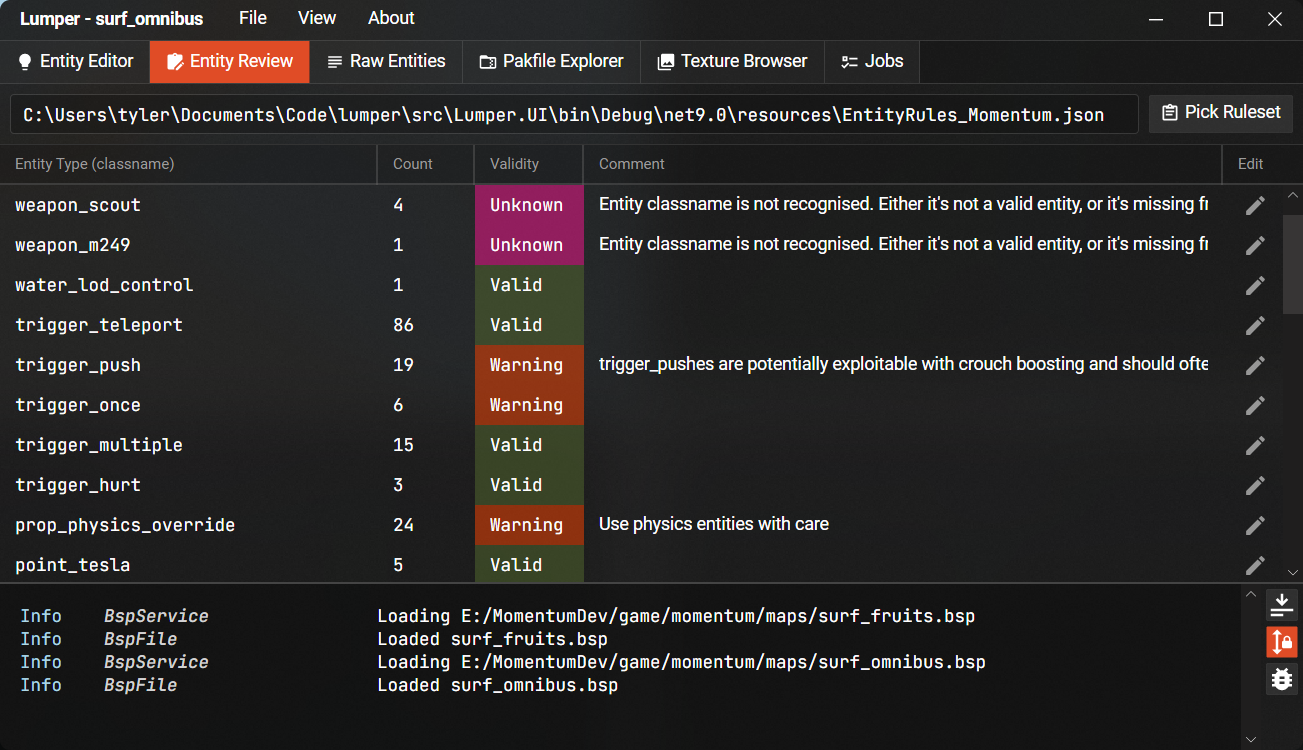 Lumper - surf_omnibus File View About
Entity Editor Entity Review Raw Entities Pakfile Explorer Texture Browser Jobs
C:\Users\tyler\Documents\Code\lumper\src\Lumper.UI\bin\Debug\net9.0\resources\EntityRules_Momentum.json Pick Ruleset
Entity Type (classname) Count Validity Comment Edit
weapon_scout 4 Unknown Entity classname is not recognised. Either it's not a valid entity, or it's missing fr
weapon_m249 1 Unknown Entity classname is not recognised. Either it's not a valid entity, or it's missing fr
water_lod_control 1 Valid
trigger_teleport 86 Valid
trigger_push 19 Warning trigger_pushes are potentially exploitable with crouch boosting and should ofte
trigger_once 6 Warning
trigger_multiple 15 Valid
trigger_hurt 3 Valid
prop_physics_override 24 Warning Use physics entities with care
point_tesla 5 Valid
Info BspService Loading E:/MomentumDev/game/momentum/maps/surf_fruits.bsp
Info BspFile Loaded surf_fruits.bsp
Info BspService Loading E:/MomentumDev/game/momentum/maps/surf_omnibus.bsp
Info BspFile Loaded surf_omnibus.bsp